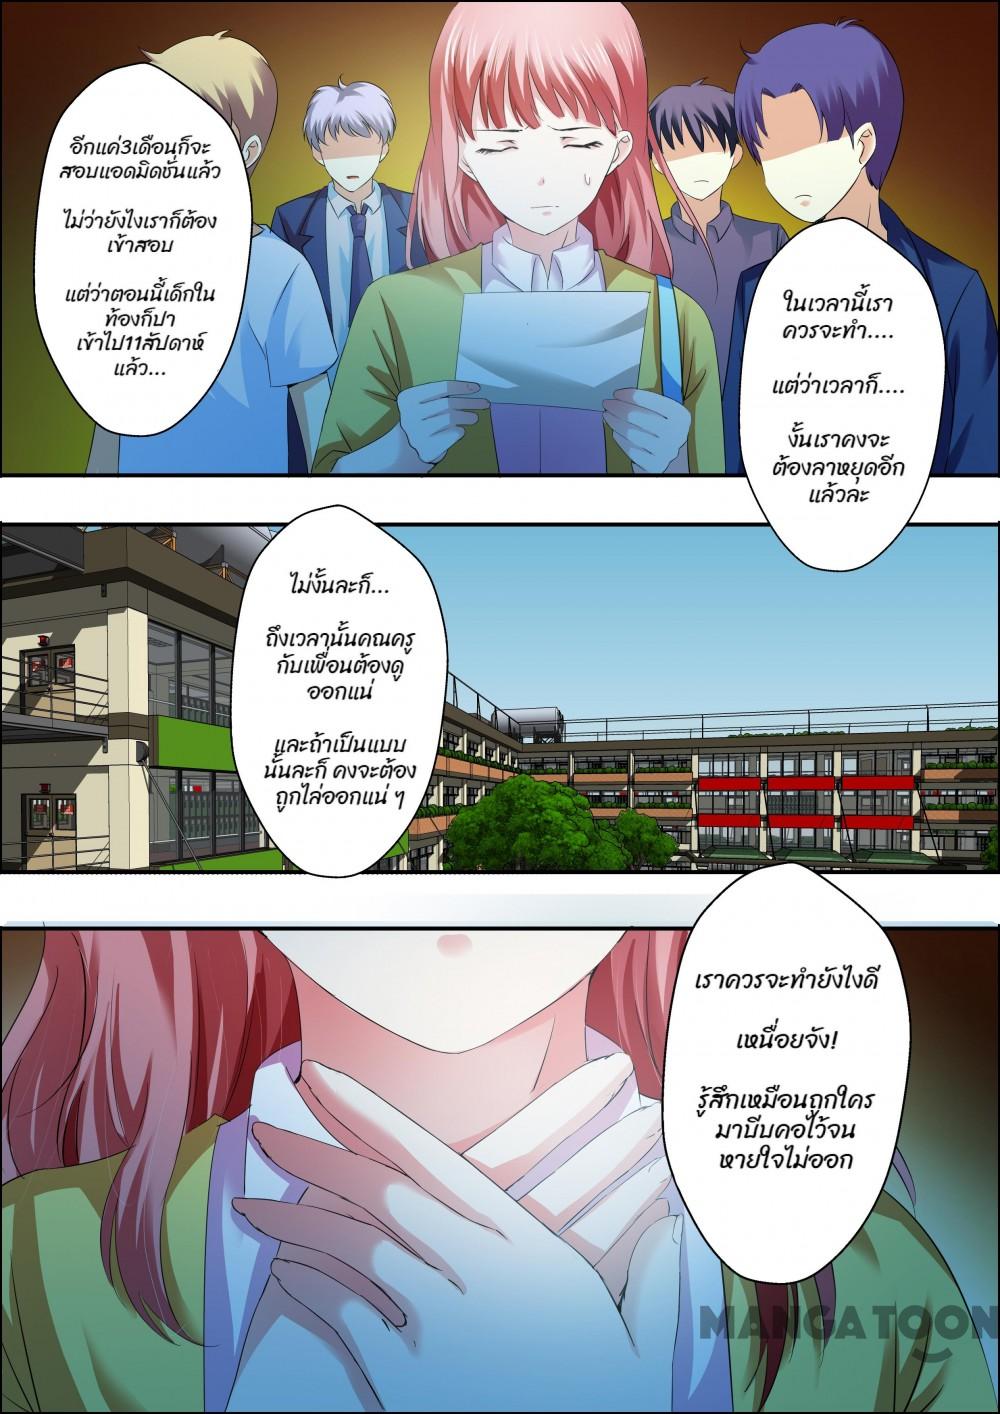 อีกแค่3เดือนก็จะ
สอบแอดมิดชั่นแล้ว
ไม่ว่ายังไงเราก็ต้อง
เข้าสอบ
แต่ว่าตอนนี้เด็กใน
ท้องก็ปา
เข้าไป11สัปดาห์
แล้ว...
ในเวลานี้เรา
ควรจะทำ....
แต่ว่าเวลาก็....
งั้นเราคงจะ
ต้องลาหยุดอีก
แล้วละ
ไม่งั้นละก็...
ถึงเวลานั้นคุณครู
กับเพื่อนต้องดู
ออกแน่
และถ้าเป็นแบบ
นั้นละก็ คงจะต้อง
ถูกไล่ออกแน่ ๆ
เราควรจะทำยังไงดี
เหนื่อยจัง!
รู้สึกเหมือนถูกใคร
มาบีบคอไว้จน
หายใจไม่ออก
MANGATOON